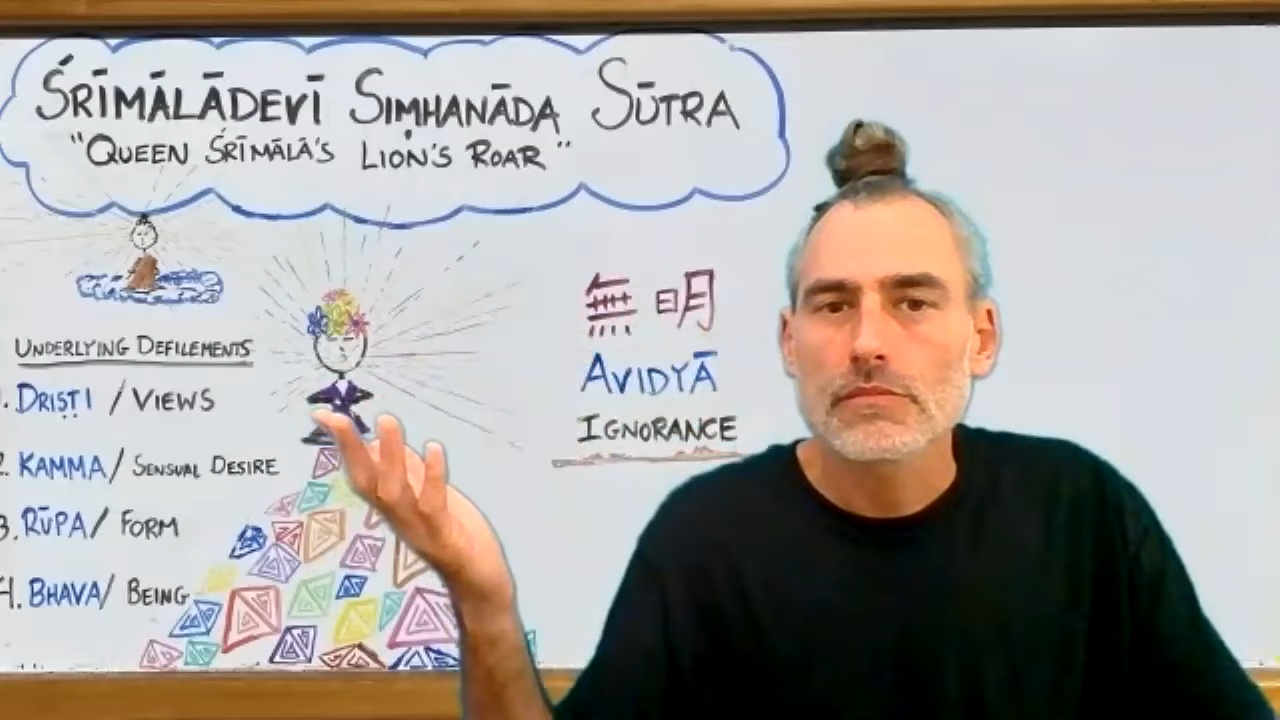 ŚRĪMĀLĀDEVĪ SIṂHANĀDA SŪTRA
"QUEEN ŚRĪMĀLĀ'S LION'S ROAR"
UNDERLYING DEFILEMENTS
1. DRIṢṬI / VIEWS
2. KAMMA / SENSUAL DESIRE
3. RŪPA / FORM
4. BHAVA / BEING
無明
AVIDYĀ
IGNORANCE